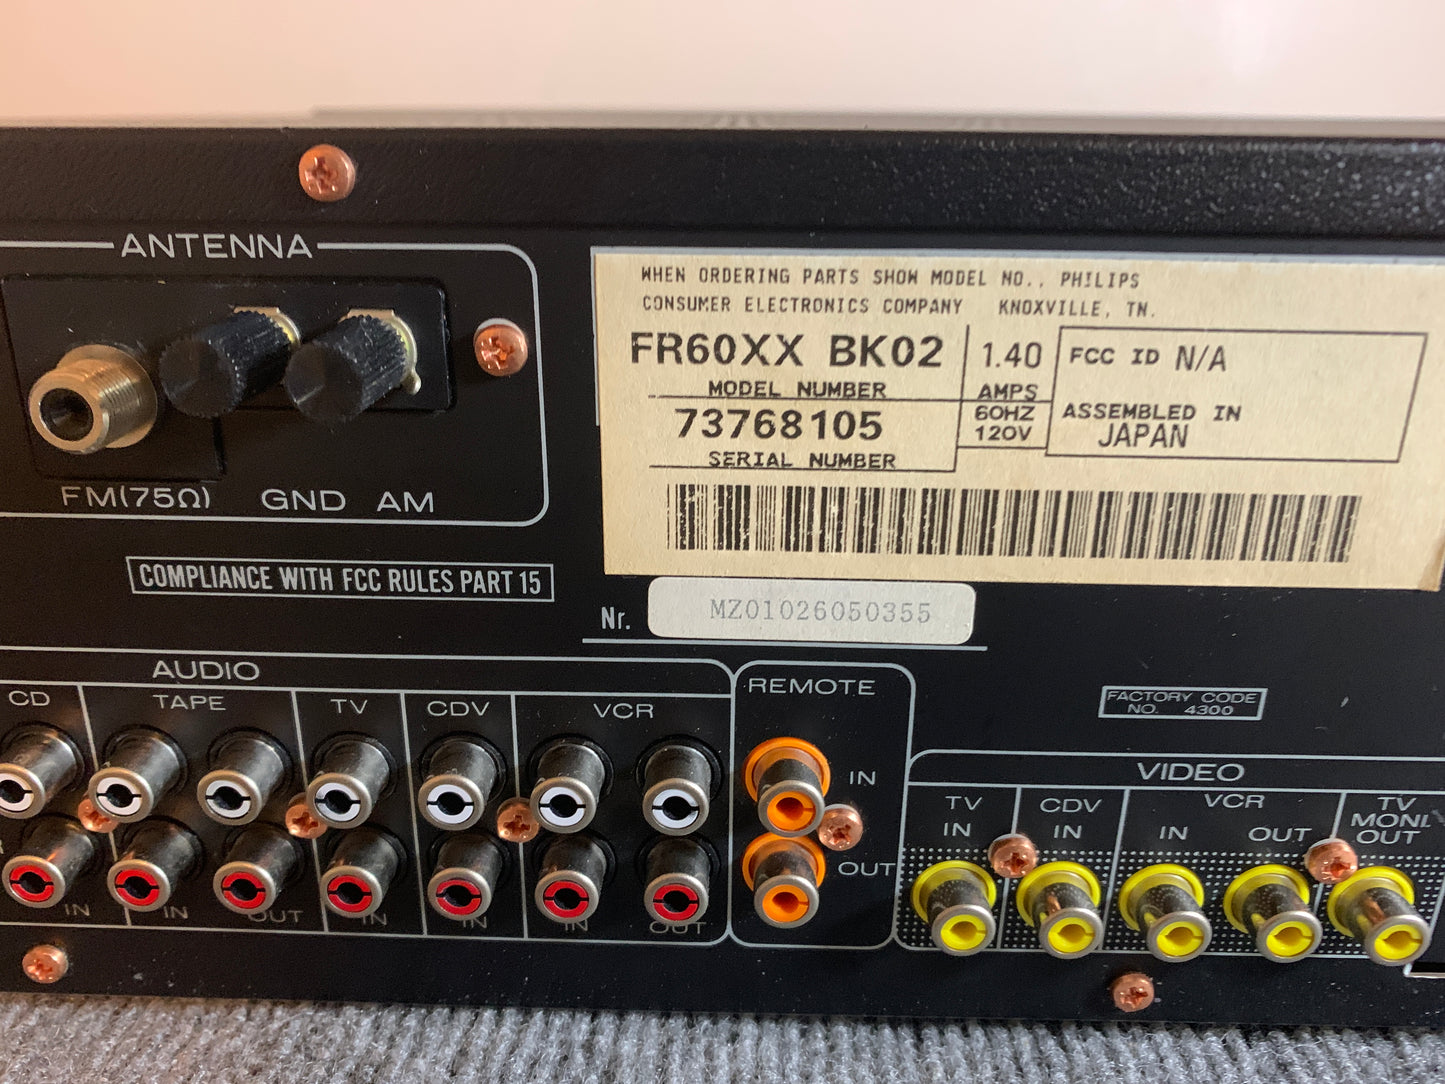 ANTENNA
FM(75Ω) GND AM
COMPLIANCE WITH FCC RULES PART 15
WHEN ORDERING PARTS SHOW MODEL NO., PHILIPS
CONSUMER ELECTRONICS COMPANY KNOXVILLE, TN.
FR60XX BK02
MODEL NUMBER
73768105
SERIAL NUMBER
1.40
AMPS
60HZ
120V
FCC ID N/A
ASSEMBLED IN
JAPAN
Nr. MZ01026050355
AUDIO
CD TAPE TV CDV VCR
IN IN OUT IN IN IN OUT
REMOTE
IN
OUT
FACTORY CODE
NO. 4300
VIDEO
TV
IN
CDV
IN
VCR
IN OUT
TV
OUT